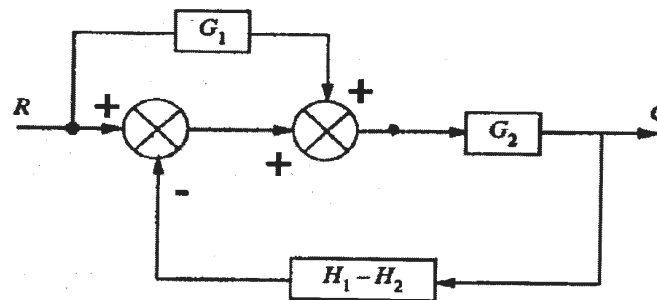 G₁
R + +
+ G₂
-
H₁ – H₂